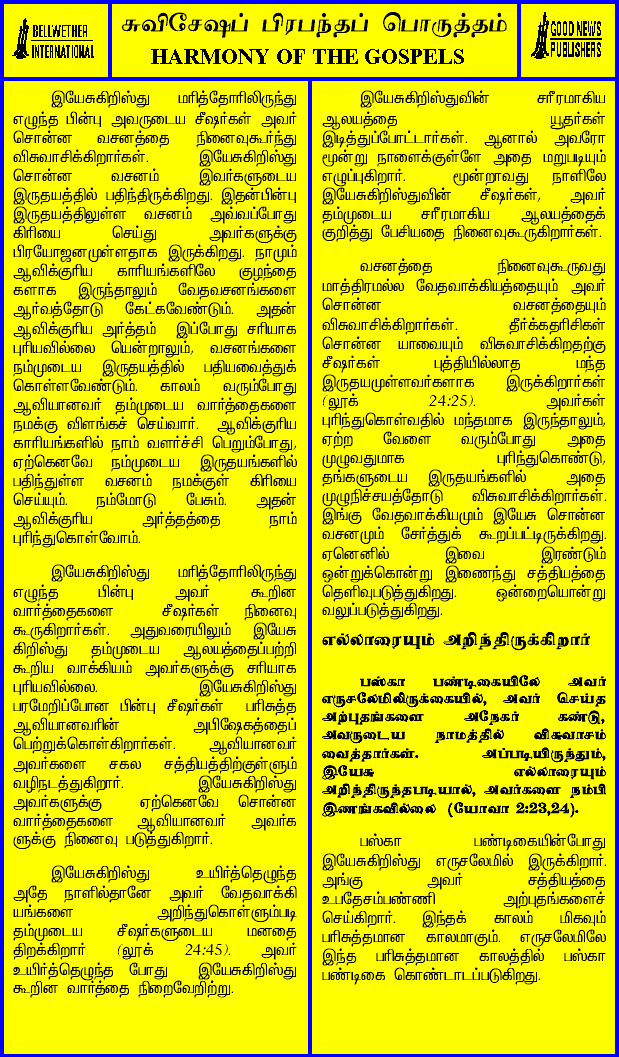 BELLWETHER
INTERNATIONAL
சுவிசேஷப் பிரபந்தப் பொருத்தம்
HARMONY OF THE GOSPELS
GOOD NEWS
PUBLISHERS
இயேசுகிறிஸ்து மரித்தோரிலிருந்து
எழுந்த பின்பு அவருடைய சீஷர்கள் அவர்
சொன்ன வசனத்தை நினைவுகூர்ந்து
விசுவாசிக்கிறார்கள். இயேசுகிறிஸ்து
சொன்ன வசனம் இவர்களுடைய
இருதயத்தில் பதிந்திருக்கிறது. இதன்பின்பு
இருதயத்திலுள்ள வசனம் அவ்வப்போது
கிரியை செய்து அவர்களுக்கு
பிரயோஜனமுள்ளதாக இருக்கிறது. நாமும்
ஆவிக்குரிய காரியங்களிலே குழந்தை
களாக இருந்தாலும் வேதவசனங்களை
ஆர்வத்தோடு கேட்கவேண்டும். அதன்
ஆவிக்குரிய அர்த்தம் இப்போது சரியாக
புரியவில்லை யென்றாலும், வசனங்களை
நம்முடைய இருதயத்தில் பதியவைத்துக்
கொள்ளவேண்டும். காலம் வரும்போது
ஆவியானவர் தம்முடைய வார்த்தைகளை
நமக்கு விளங்கச் செய்வார். ஆவிக்குரிய
காரியங்களில் நாம் வளர்ச்சி பெறும்போது,
ஏற்கெனவே நம்முடைய இருதயங்களில்
பதிந்துள்ள வசனம் நமக்குள் கிரியை
செய்யும். நம்மோடு பேசும். அதன்
ஆவிக்குரிய அர்த்தத்தை நாம்
புரிந்துகொள்வோம்.
இயேசுகிறிஸ்து மரித்தோரிலிருந்து
எழுந்த பின்பு அவர் கூறின
வார்த்தைகளை சீஷர்கள் நினைவு
கூருகிறார்கள். அதுவரையிலும் இயேசு
கிறிஸ்து தம்முடைய ஆலயத்தைப்பற்றி
கூறிய வாக்கியம் அவர்களுக்கு சரியாக
புரியவில்லை. இயேசுகிறிஸ்து
பரமேறிப்போன பின்பு சீஷர்கள் பரிசுத்த
ஆவியானவரின் அபிஷேகத்தைப்
பெற்றுக்கொள்கிறார்கள். ஆவியானவர்
அவர்களை சகல சத்தியத்திற்குள்ளும்
வழிநடத்துகிறார். இயேசுகிறிஸ்து
அவர்களுக்கு ஏற்கெனவே சொன்ன
வார்த்தைகளை ஆவியானவர் அவர்க
ளுக்கு நினைவு படுத்துகிறார்.
இயேசுகிறிஸ்து உயிர்த்தெழுந்த
அதே நாளில்தானே அவர் வேதவாக்கி
யங்களை அறிந்துகொள்ளும்படி
தம்முடைய சீஷர்களுடைய மனதை
திறக்கிறார் (லூக் 24:45). அவர்
உயிர்த்தெழுந்த போது இயேசுகிறிஸ்து
கூறின வார்த்தை நிறைவேறிற்று.
இயேசுகிறிஸ்துவின் சரீரமாகிய
ஆலயத்தை யூதர்கள்
இடித்துப்போட்டார்கள். ஆனால் அவரோ
மூன்று நாளைக்குள்ளே அதை மறுபடியும்
எழுப்புகிறார். மூன்றாவது நாளிலே
இயேசுகிறிஸ்துவின் சீஷர்கள், அவர்
தம்முடைய சரீரமாகிய ஆலயத்தைக்
குறித்து பேசியதை நினைவுகூருகிறார்கள்.
வசனத்தை நினைவுகூருவது
மாத்திரமல்ல வேதவாக்கியத்தையும் அவர்
சொன்ன வசனத்தையும்
விசுவாசிக்கிறார்கள். தீர்க்கதரிசிகள்
சொன்ன யாவையும் விசுவாசிக்கிறதற்கு
சீஷர்கள் புத்தியில்லாத மந்த
இருதயமுள்ளவர்களாக இருக்கிறார்கள்
(லூக் 24:25). அவர்கள்
புரிந்துகொள்வதில் மந்தமாக இருந்தாலும்,
ஏற்ற வேளை வரும்போது அதை
முழுவதுமாக புரிந்துகொண்டு,
தங்களுடைய இருதயங்களில் அதை
முழுநிச்சயத்தோடு விசுவாசிக்கிறார்கள்.
இங்கு வேதவாக்கியமும் இயேசு சொன்ன
வசனமும் சேர்த்துக் கூறப்பட்டிருக்கிறது.
ஏனெனில் இவை இரண்டும்
ஒன்றுக்கொன்று இணைந்து சத்தியத்தை
தெளிவுபடுத்துகிறது. ஒன்றையொன்று
வலுப்படுத்துகிறது.
எல்லாரையும் அறிந்திருக்கிறார்
பஸ்கா பண்டிகையிலே அவர்
எருசலேமிலிருக்கையில், அவர் செய்த
அற்புதங்களை அநேகர் கண்டு,
அவருடைய நாமத்தில் விசுவாசம்
வைத்தார்கள். அப்படியிருந்தும்,
இயேசு எல்லாரையும்
அறிந்திருந்தபடியால், அவர்களை நம்பி
இணங்கவில்லை (யோவா 2:23,24).
பஸ்கா பண்டிகையின்போது
இயேசுகிறிஸ்து எருசலேமில் இருக்கிறார்.
அங்கு அவர் சத்தியத்தை
உபதேசம்பண்ணி அற்புதங்களைச்
செய்கிறார். இந்தக் காலம் மிகவும்
பரிசுத்தமான காலமாகும். எருசலேமிலே
இந்த பரிசுத்தமான காலத்தில் பஸ்கா
பண்டிகை கொண்டாடப்படுகிறது.